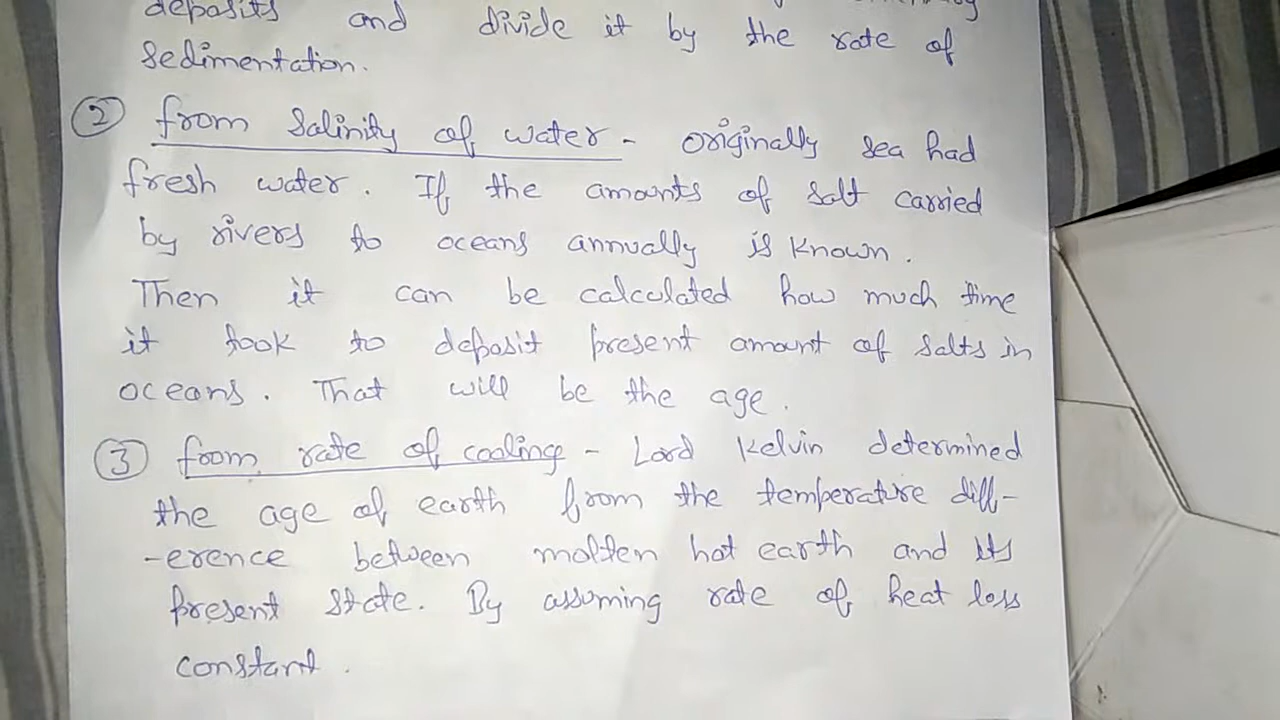 deposits and divide it by the rate of
Sedimentation.
② from Salinity of water - Originally sea had
fresh water. If the amounts of salt carried
by rivers to oceans annually is known.
Then it can be calculated how much time
it took to deposit present amount of salts in
oceans. That will be the age.
③ from rate of cooling - Lord Kelvin determined
the age of earth from the temperature diff-
-erence between molten hot earth and its
present state. By assuming rate of heat loss
constant.